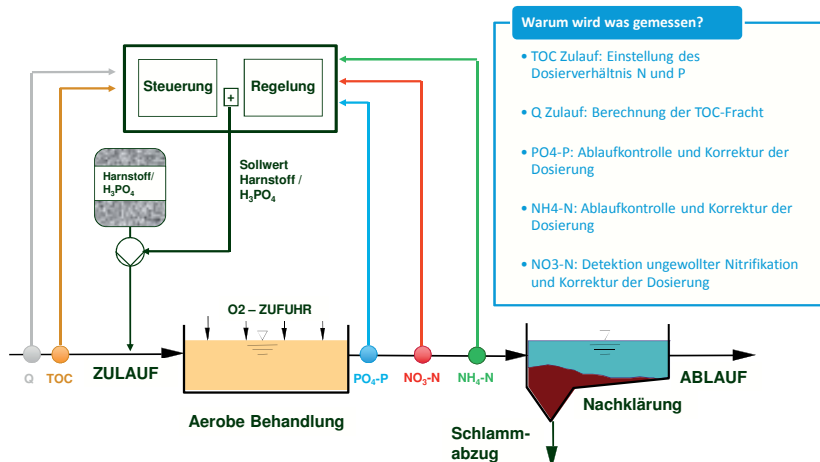 Warum wird was gemessen?
• TOC Zulauf: Einstellung des
Dosierverhältnis N und P
• Q Zulauf: Berechnung der TOC-Fracht
• PO4-P: Ablaufkontrolle und Korrektur der
Dosierung
• NH4-N: Ablaufkontrolle und Korrektur der
Dosierung
• NO3-N: Detektion ungewollter Nitrifikation
und Korrektur der Dosierung
Steuerung
+
Regelung
Harnstoff/
H₃PO₄
Sollwert
Harnstoff /
H₃PO₄
O2 – ZUFUHR
Q
TOC
ZULAUF
PO₄-P
NO₃-N
NH₄-N
ABLAUF
Aerobe Behandlung
Nachklärung
Schlamm-
abzug